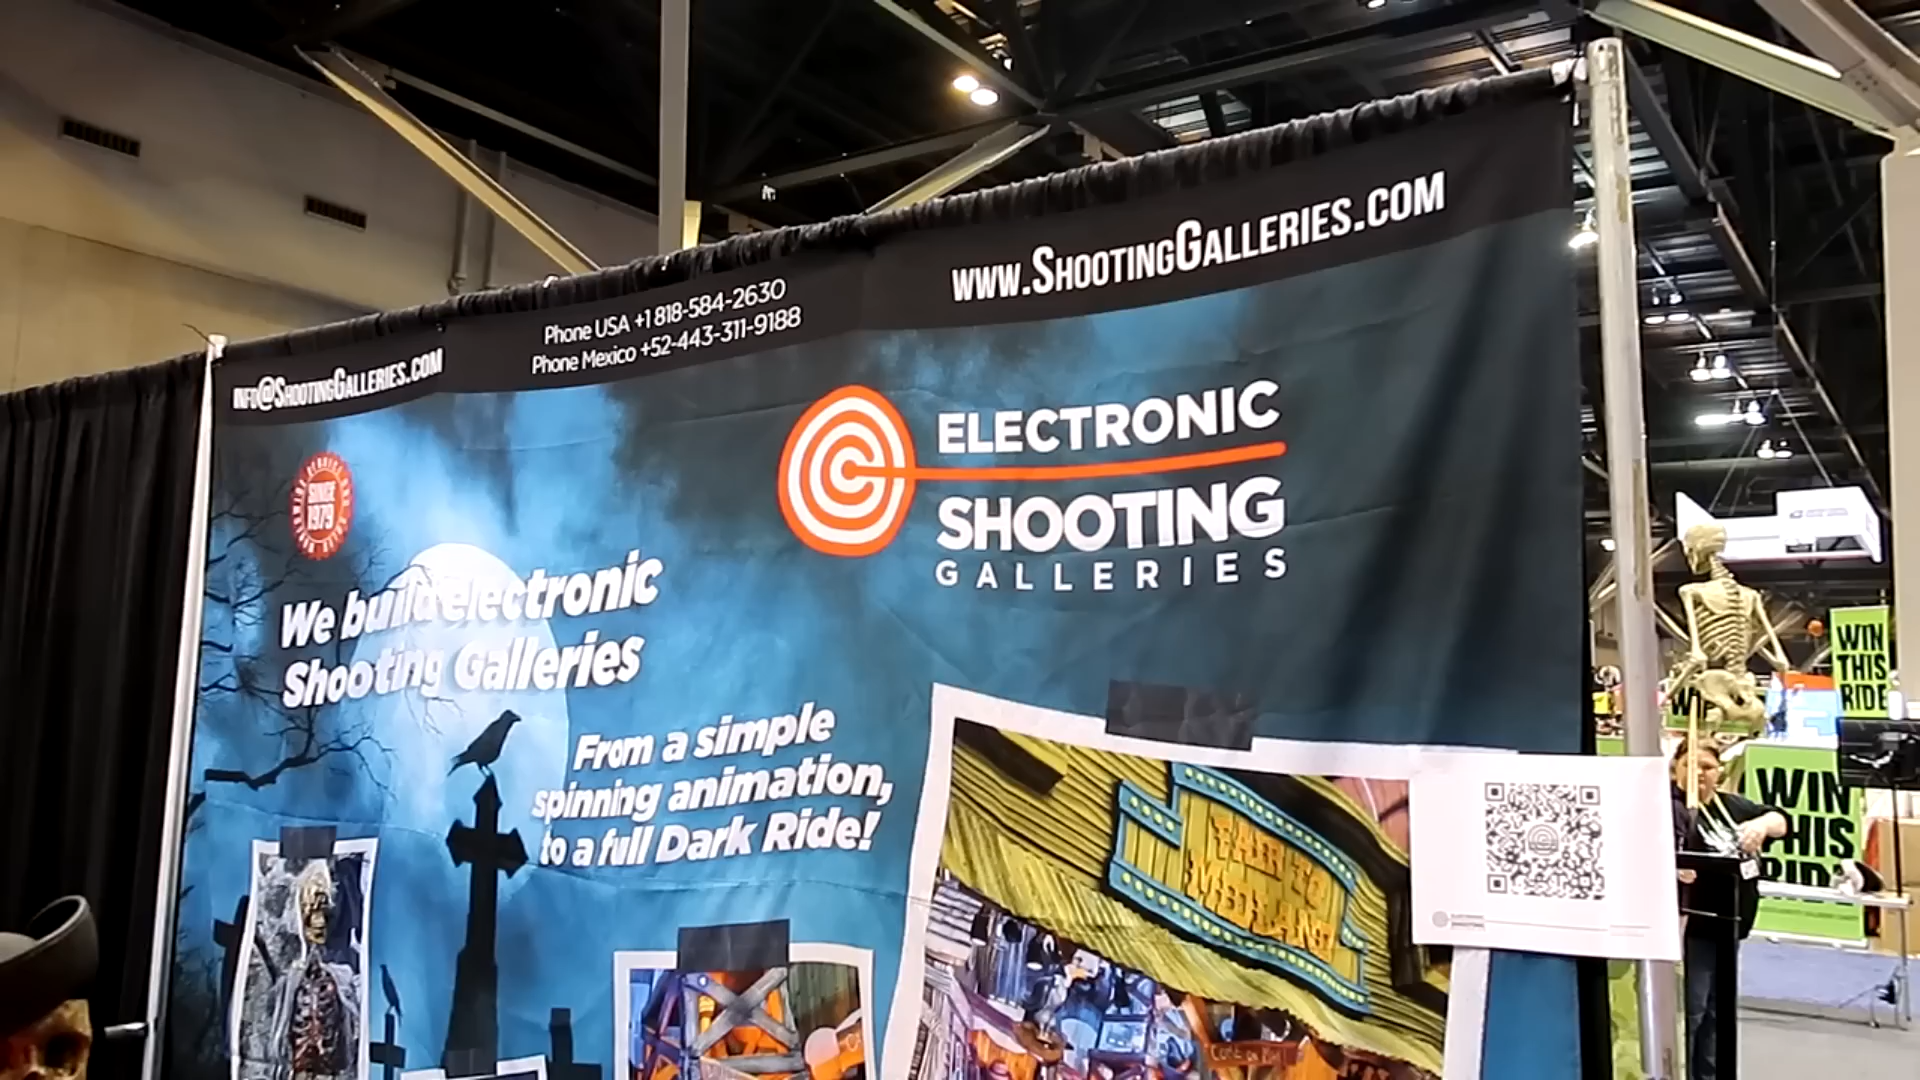 www.ShootingGalleries.com
Phone USA +1 818-584-2630
Phone Mexico +52-443-311-9188
info@ShootingGalleries.com
ELECTRONIC
SHOOTING
GALLERIES
SINCE
1979
We build electronic
Shooting Galleries
From a simple
spinning animation,
to a full Dark Ride!
WIN
THIS
RIDE
WIN
THIS
RIDE
ELECTRONIC
SHOOTING